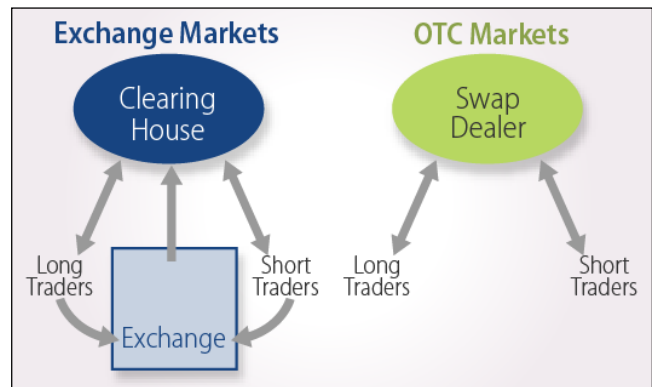 Exchange Markets
OTC Markets
Clearing
House
Swap
Dealer
Long
Traders
Short
Traders
Exchange
Long
Traders
Short
Traders